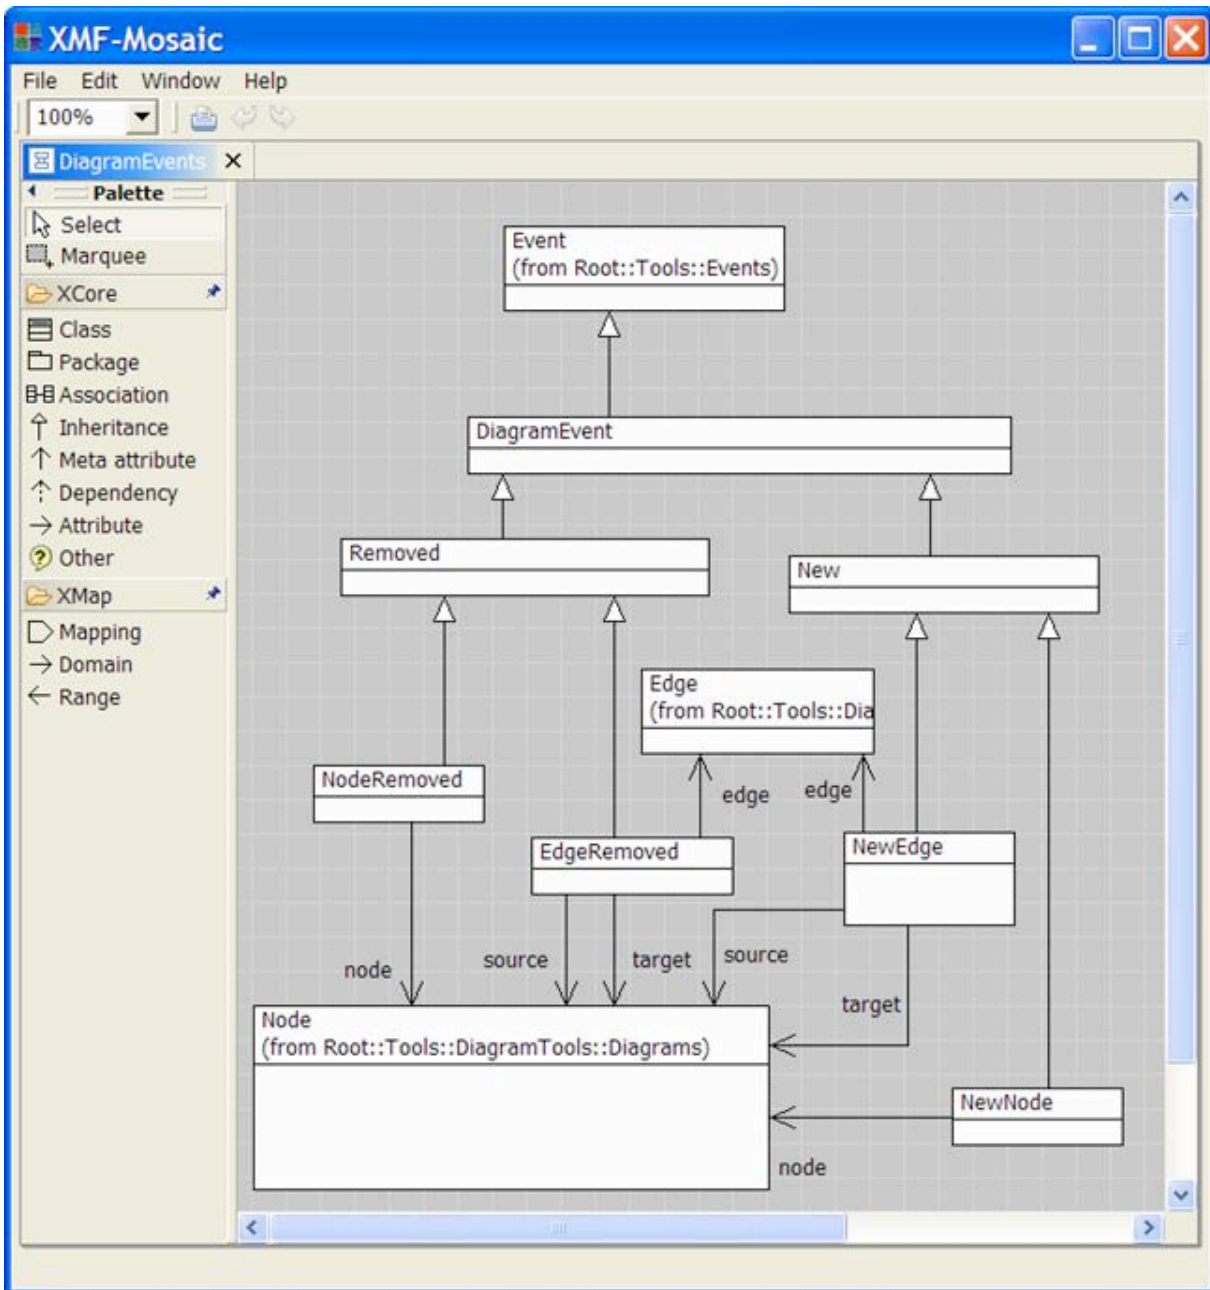 XMF-Mosaic
File Edit Window Help
100%
DiagramEvents
Palette
Select
Marquee
XCore
Class
Package
Association
Inheritance
Meta attribute
Dependency
Attribute
Other
XMap
Mapping
Domain
Range
Event
(from Root::Tools::Events)
DiagramEvent
Removed
New
Edge
(from Root::Tools::Dia
NodeRemoved
edge
edge
EdgeRemoved
NewEdge
node
source
target
source
target
Node
(from Root::Tools::DiagramTools::Diagrams)
NewNode
node